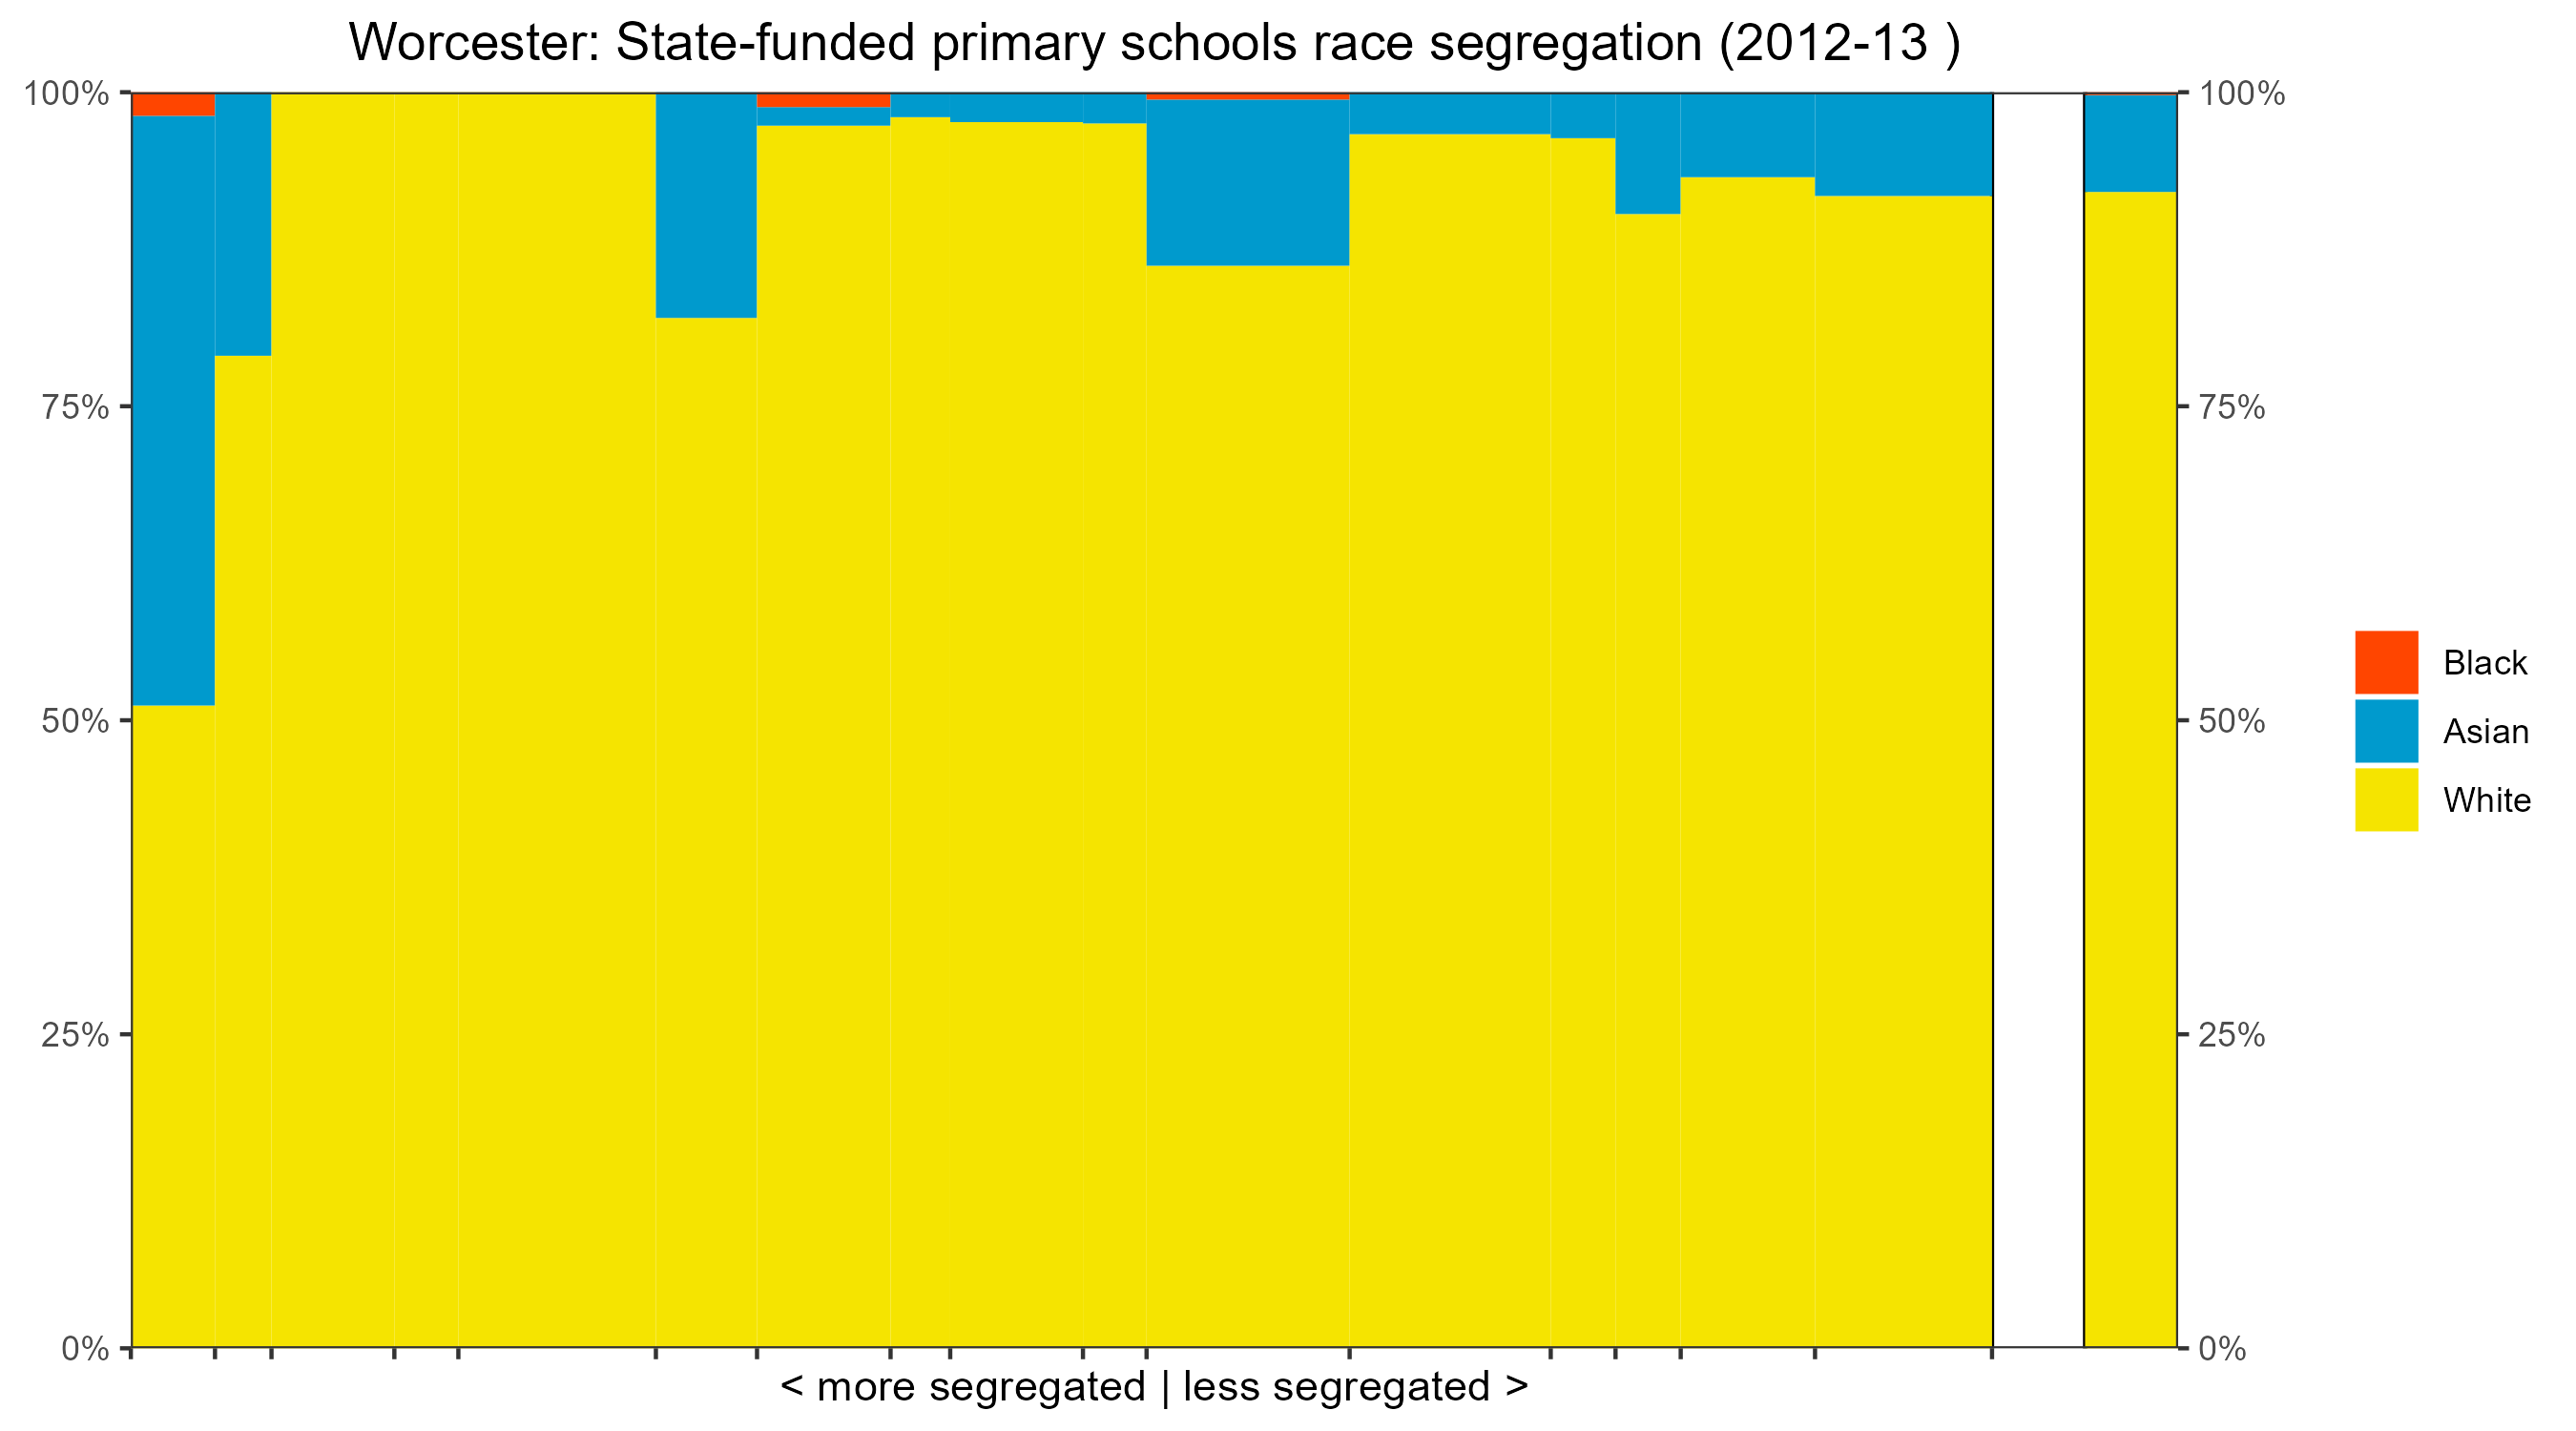 Worcester: State-funded primary schools race segregation (2012-13 )
100%
75%
50%
25%
0%
100%
75%
50%
25%
0%
Black
Asian
White
< more segregated | less segregated >